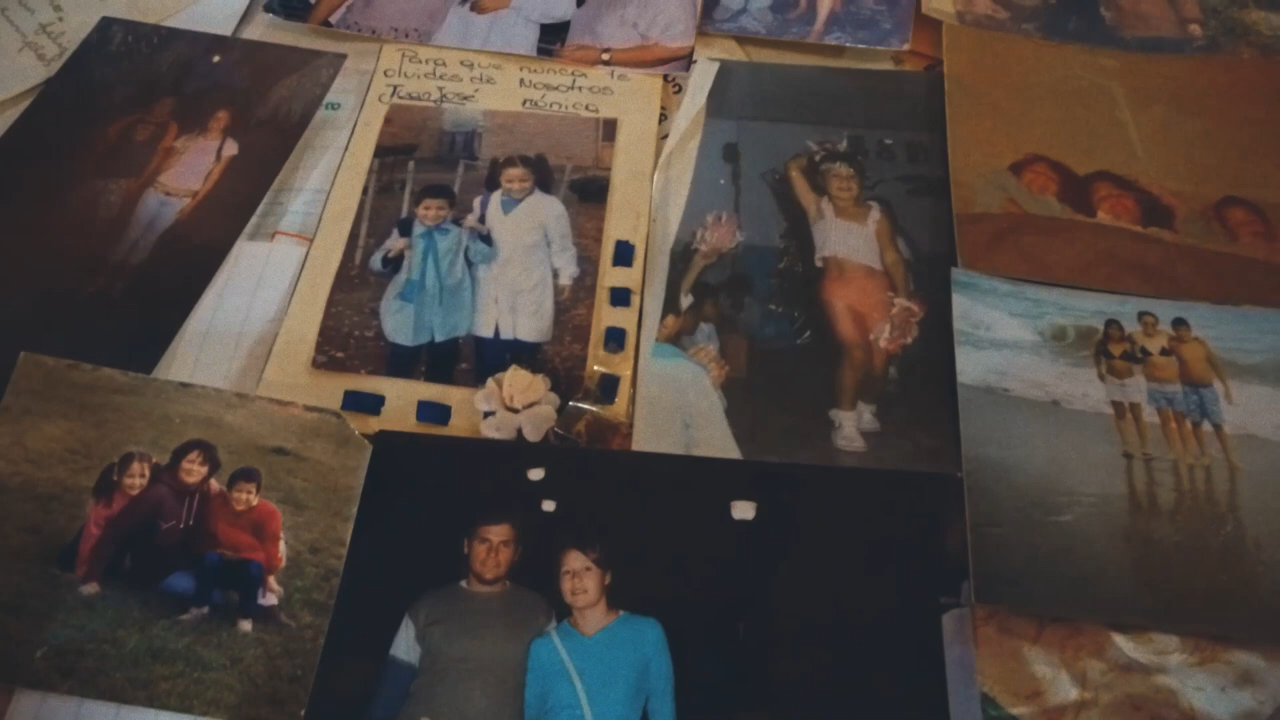 Para que nunca te
olvides de Nosotros
Juan José Mónica